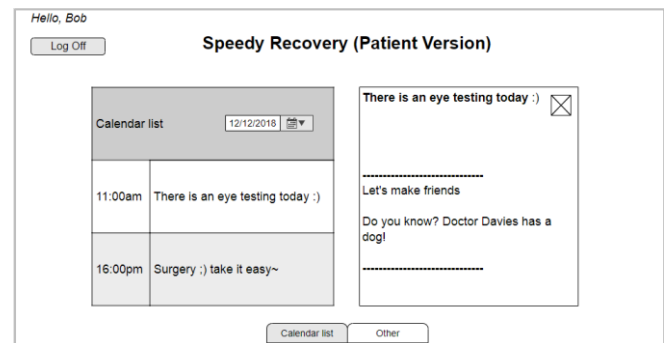 Hello, Bob
Log Off
Speedy Recovery (Patient Version)
Calendar list
12/12/2018
11:00am
There is an eye testing today :)
16:00pm
Surgery ;) take it easy~
There is an eye testing today :)
------------------------------
Let's make friends
Do you know? Doctor Davies has a
dog!
------------------------------
Calendar list
Other